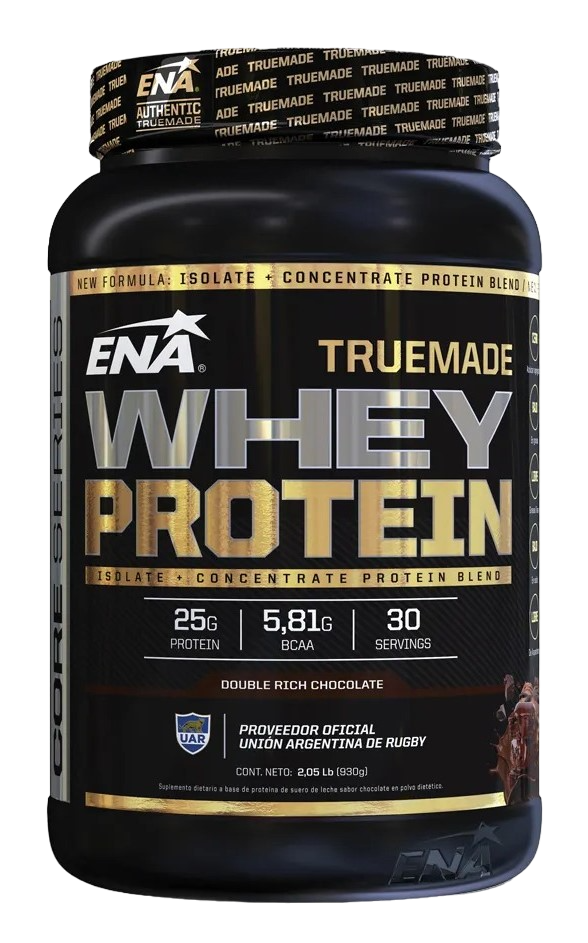 ENA
AUTHENTIC
TRUEMADE
TRUEMADE TRUEMADE TRUEMADE
NEW FORMULA: ISOLATE + CONCENTRATE PROTEIN BLEND /
ENA®
TRUEMADE
WHEY
PROTEIN
ISOLATE + CONCENTRATE PROTEIN BLEND
25G
PROTEIN
5,81G
BCAA
30
SERVINGS
DOUBLE RICH CHOCOLATE
UAR
PROVEEDOR OFICIAL
UNIÓN ARGENTINA DE RUGBY
CONT. NETO: 2,05 Lb (930g)
Suplemento dietario a base de proteína de suero de leche sabor chocolate en polvo dietético.
CORE SERIES
ENA